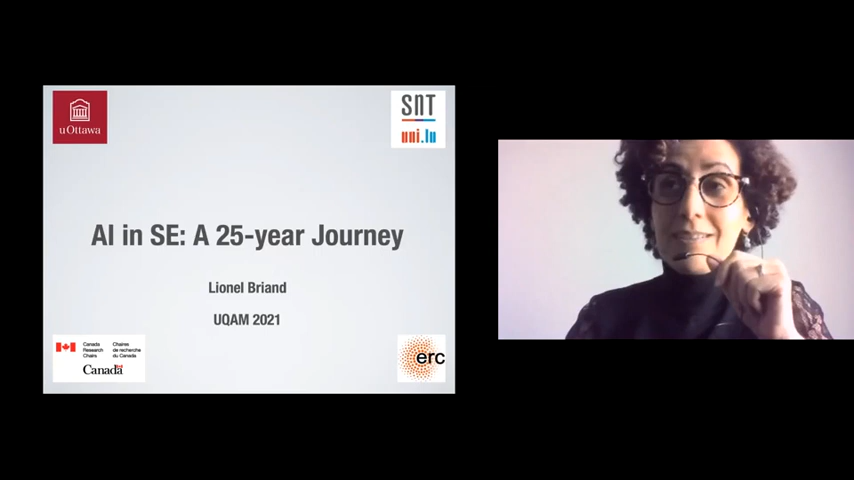 uOttawa
SnT
uni.lu
AI in SE: A 25-year Journey
Lionel Briand
UQAM 2021
Canada Chaires
Research de recherche
Chairs du Canada
Canada
erc